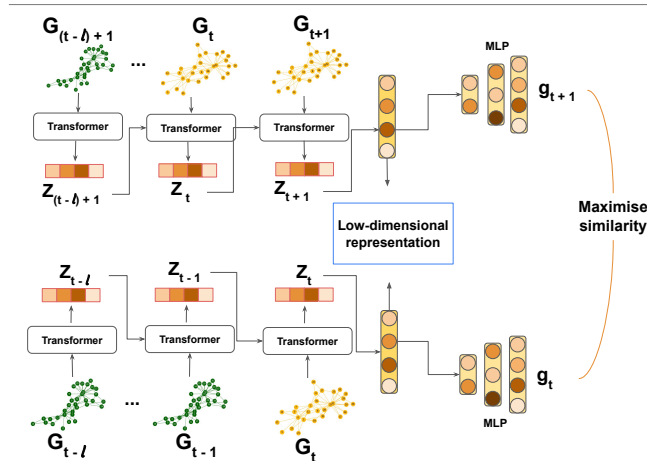 G(t - ℓ) + 1 ... Gt Gt+1
MLP
gt + 1
Transformer Transformer Transformer
Z(t - ℓ) + 1 Zt Zt + 1
Maximise
similarity
Low-dimensional
representation
Zt - ℓ Zt - 1 Zt
Transformer Transformer Transformer
gt
MLP
Gt - ℓ ... Gt - 1 Gt